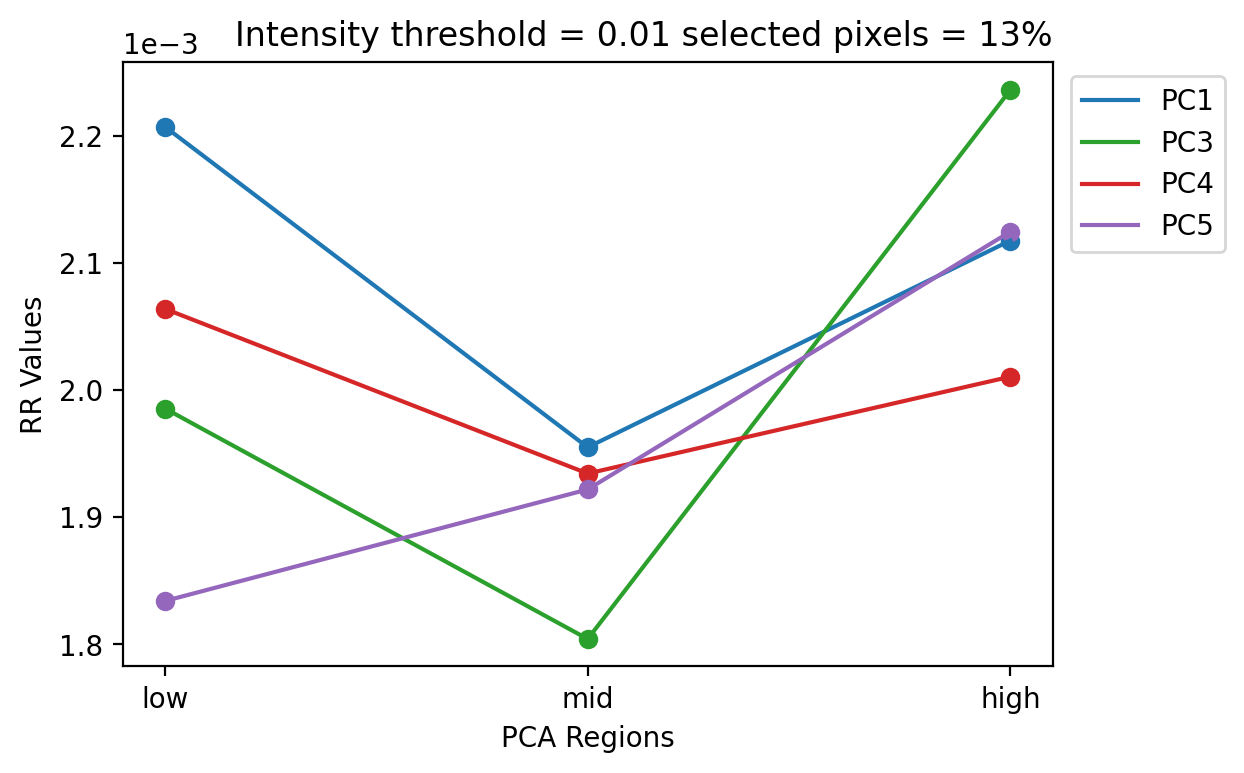 1e−3
Intensity threshold = 0.01 selected pixels = 13%
PC1
PC3
PC4
PC5
2.2
2.1
2.0
1.9
1.8
RR Values
low
mid
high
PCA Regions